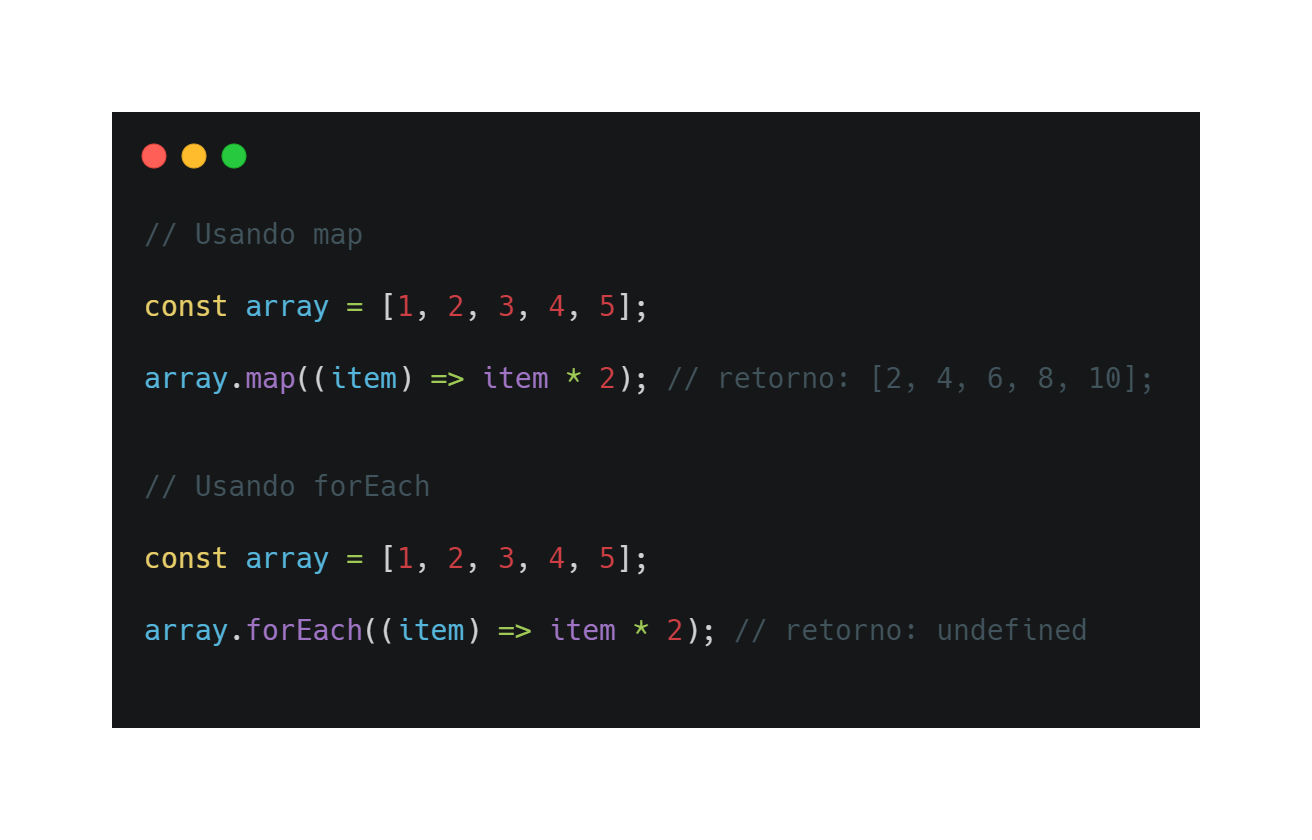 // Usando map
const array = [1, 2, 3, 4, 5];
array.map((item) => item * 2); // retorno: [2, 4, 6, 8, 10];
// Usando forEach
const array = [1, 2, 3, 4, 5];
array.forEach((item) => item * 2); // retorno: undefined